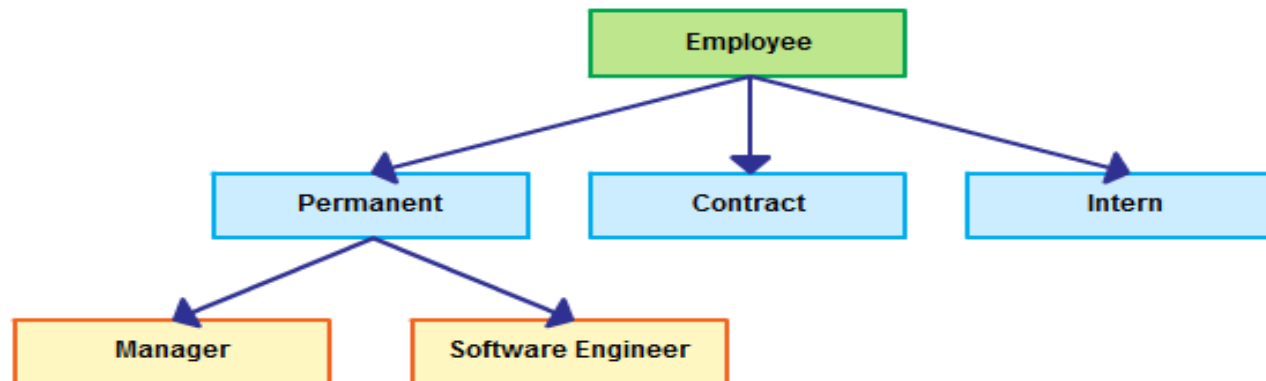 Employee
Permanent
Contract
Intern
Manager
Software Engineer